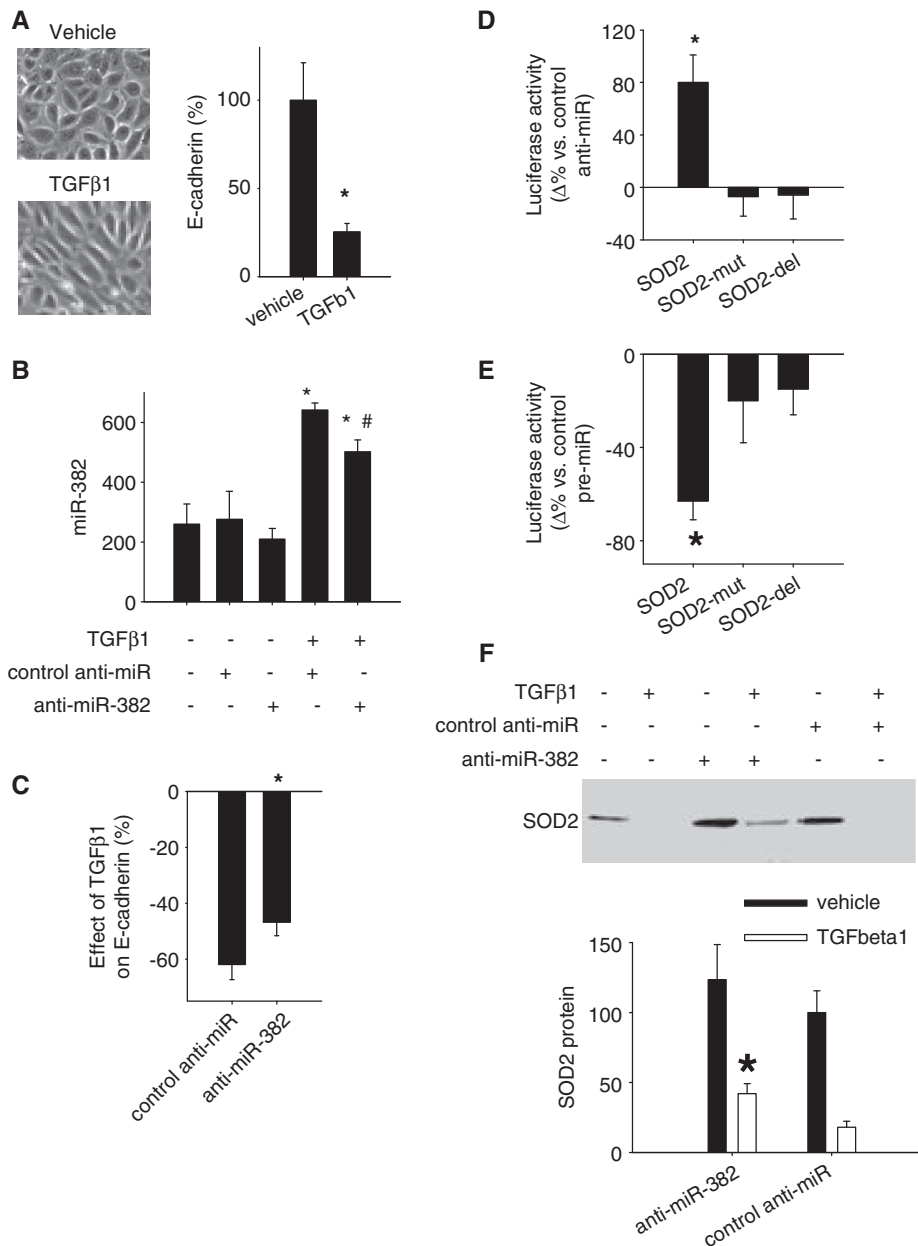 A
Vehicle
TGFβ1
E-cadherin (%)
100
50
0
*
vehicle
TGFb1
B
miR-382
600
400
200
0
*
* #
TGFβ1 - - - + +
control anti-miR - + - + -
anti-miR-382 - - + - +
C
Effect of TGFβ1
on E-cadherin (%)
0
-20
-40
-60
*
control anti-miR
anti-miR-382
D
Luciferase activity
(Δ% vs. control
anti-miR)
120
80
40
0
-40
*
SOD2
SOD2-mut
SOD2-del
E
Luciferase activity
(Δ% vs. control
pre-miR)
0
-40
-80
*
SOD2
SOD2-mut
SOD2-del
F
TGFβ1 - + - + - +
control anti-miR - - - - + +
anti-miR-382 - - + + - -
SOD2
vehicle
TGFbeta1
SOD2 protein
150
100
50
0
*
anti-miR-382
control anti-miR